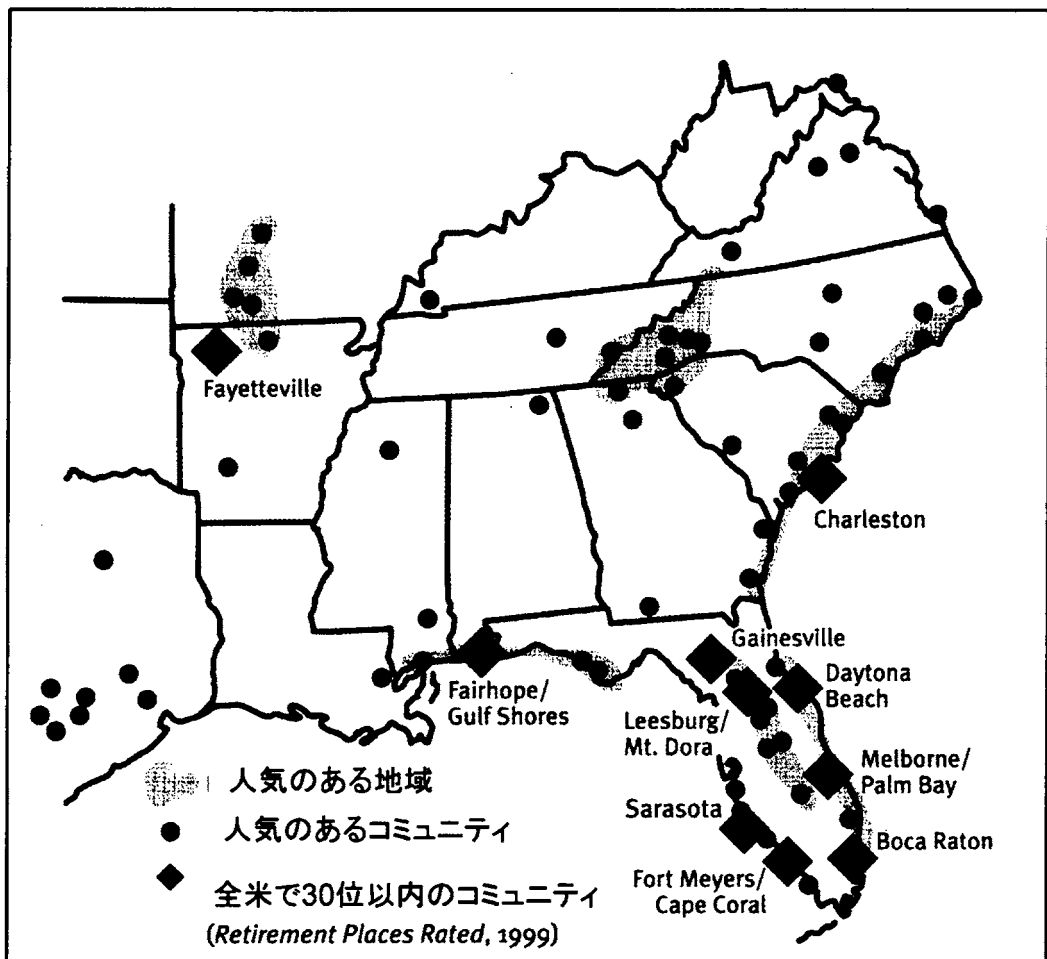 Fayetteville
Charleston
Gainesville
Fairhope/
Gulf Shores
Daytona
Beach
Leesburg/
Mt. Dora
Melborne/
Palm Bay
Sarasota
Boca Raton
Fort Meyers/
Cape Coral
人気のある地域
人気のあるコミュニティ
全米で30位以内のコミュニティ
(Retirement Places Rated, 1999)